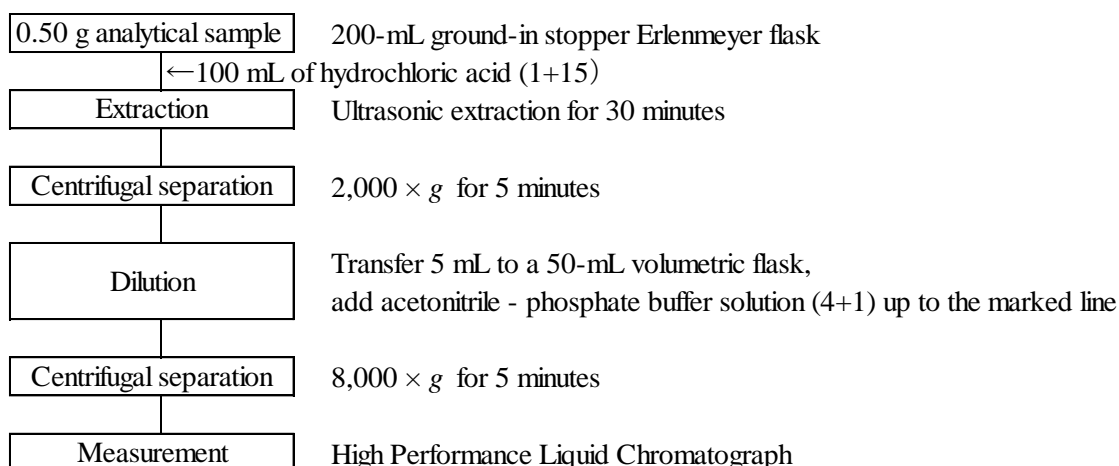 0.50 g analytical sample 200-mL ground-in stopper Erlenmeyer flask
←100 mL of hydrochloric acid (1+15）
Extraction Ultrasonic extraction for 30 minutes
Centrifugal separation 2,000 × g for 5 minutes
Dilution Transfer 5 mL to a 50-mL volumetric flask,
add acetonitrile - phosphate buffer solution (4+1) up to the marked line
Centrifugal separation 8,000 × g for 5 minutes
Measurement High Performance Liquid Chromatograph